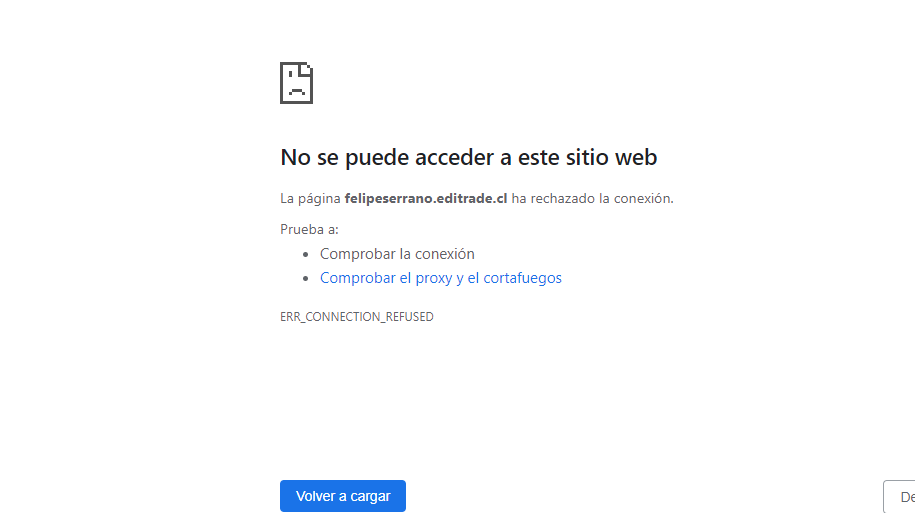 No se puede acceder a este sitio web
La página felipeserrano.editrade.cl ha rechazado la conexión.
Prueba a:
• Comprobar la conexión
• Comprobar el proxy y el cortafuegos
ERR_CONNECTION_REFUSED
Volver a cargar